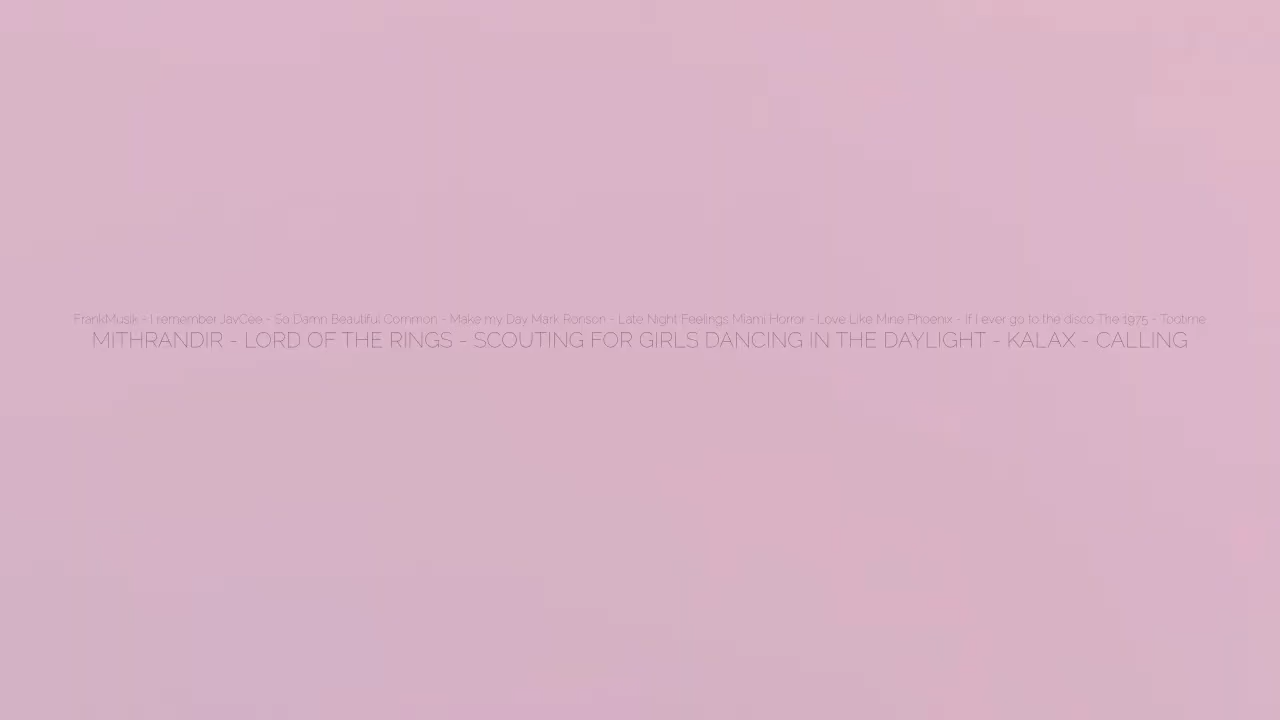 FrankMusik - I remember JayCee - So Damn Beautiful Common - Make my Day Mark Ronson - Late Night Feelings Miami Horror - Love Like Mine Phoenix - If I ever go to the disco The 1975 - Tootime
MITHRANDIR - LORD OF THE RINGS - SCOUTING FOR GIRLS DANCING IN THE DAYLIGHT - KALAX - CALLING